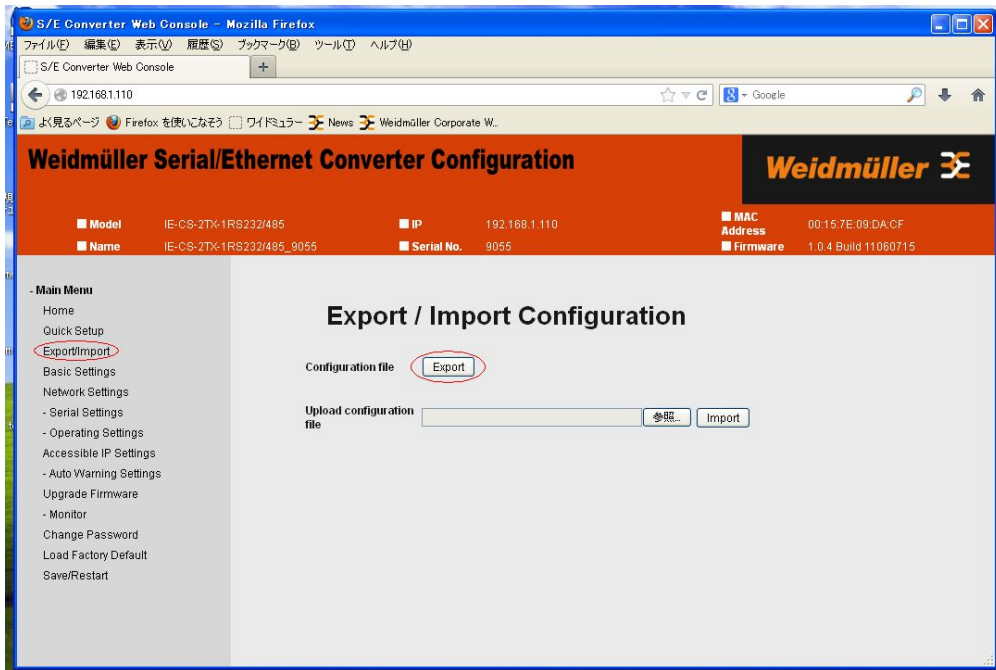 S/E Converter Web Console - Mozilla Firefox
ファイル(F) 編集(E) 表示(V) 履歴(S) ブックマーク(B) ツール(T) ヘルプ(H)
S/E Converter Web Console +
192.168.1.110 Google
よく見るページ Firefox を使いこなそう ワイドミュラー News Weidmüller Corporate W...
Weidmüller Serial/Ethernet Converter Configuration
Weidmüller
Model IE-CS-2TX-1RS232/485 IP 192.168.1.110 MAC Address 00:15:7E:09:DA:CF
Name IE-CS-2TX-1RS232/485_9055 Serial No. 9055 Firmware 1.0.4 Build 11060715
- Main Menu
Home
Quick Setup
Export/Import
Basic Settings
Network Settings
- Serial Settings
- Operating Settings
Accessible IP Settings
- Auto Warning Settings
Upgrade Firmware
- Monitor
Change Password
Load Factory Default
Save/Restart
Export / Import Configuration
Configuration file Export
Upload configuration file 参照... Import